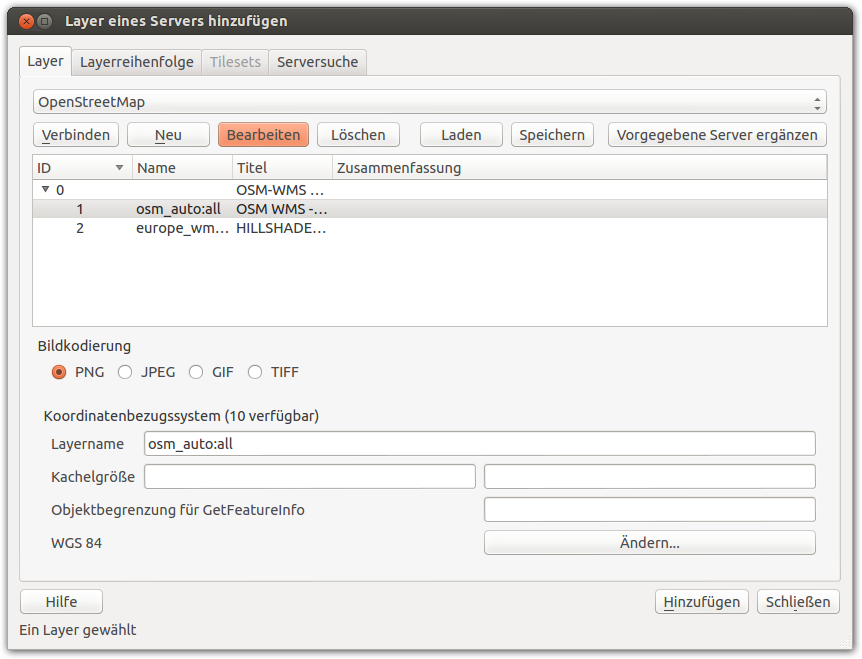 Layer eines Servers hinzufügen
Layer Layerreihenfolge Tilesets Serversuche
OpenStreetMap
Verbinden Neu Bearbeiten Löschen Laden Speichern Vorgegebene Server ergänzen
ID Name Titel Zusammenfassung
0 OSM-WMS ...
1 osm_auto:all OSM WMS -...
2 europe_wm... HILLSHADE...
Bildkodierung
PNG JPEG GIF TIFF
Koordinatenbezugssystem (10 verfügbar)
Layername osm_auto:all
Kachelgröße
Objektbegrenzung für GetFeatureInfo
WGS 84 Ändern...
Hilfe Hinzufügen Schließen
Ein Layer gewählt